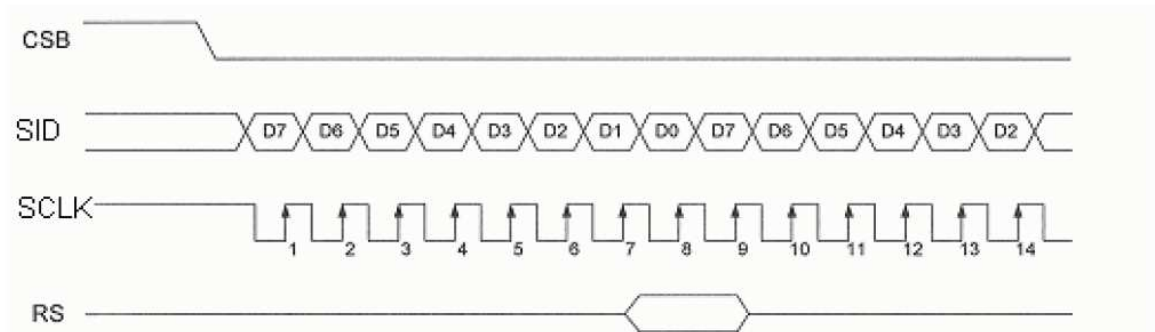 CSB
SID D7 D6 D5 D4 D3 D2 D1 D0 D7 D6 D5 D4 D3 D2
SCLK
1 2 3 4 5 6 7 8 9 10 11 12 13 14
RS